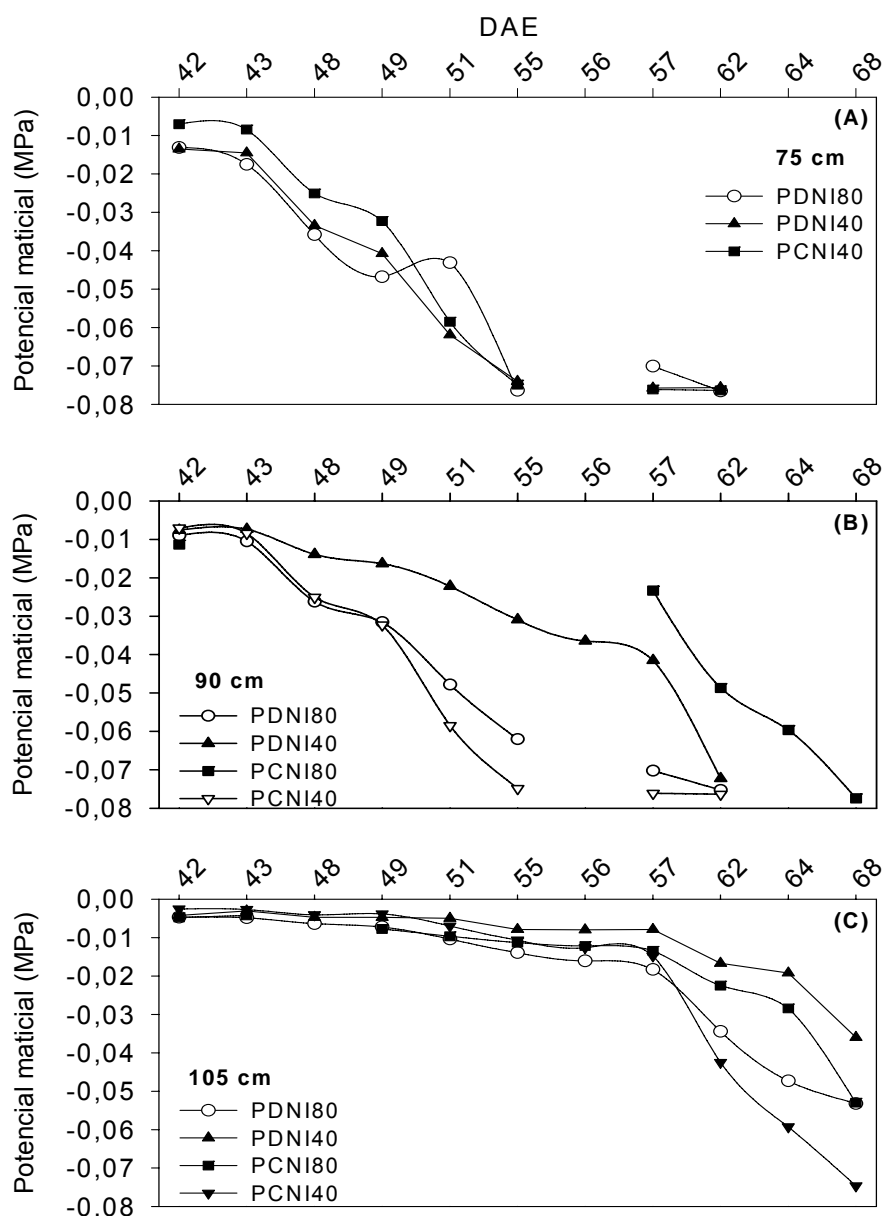 DAE
42 43 48 49 51 55 56 57 62 64 68
0,00
-0,01
-0,02
-0,03
-0,04
-0,05
-0,06
-0,07
-0,08
Potencial maticial (MPa)
(A)
75 cm
PDNI80
PDNI40
PCNI40
42 43 48 49 51 55 56 57 62 64 68
0,00
-0,01
-0,02
-0,03
-0,04
-0,05
-0,06
-0,07
-0,08
Potencial maticial (MPa)
(B)
90 cm
PDNI80
PDNI40
PCNI80
PCNI40
42 43 48 49 51 55 56 57 62 64 68
0,00
-0,01
-0,02
-0,03
-0,04
-0,05
-0,06
-0,07
-0,08
Potencial maticial (MPa)
(C)
105 cm
PDNI80
PDNI40
PCNI80
PCNI40